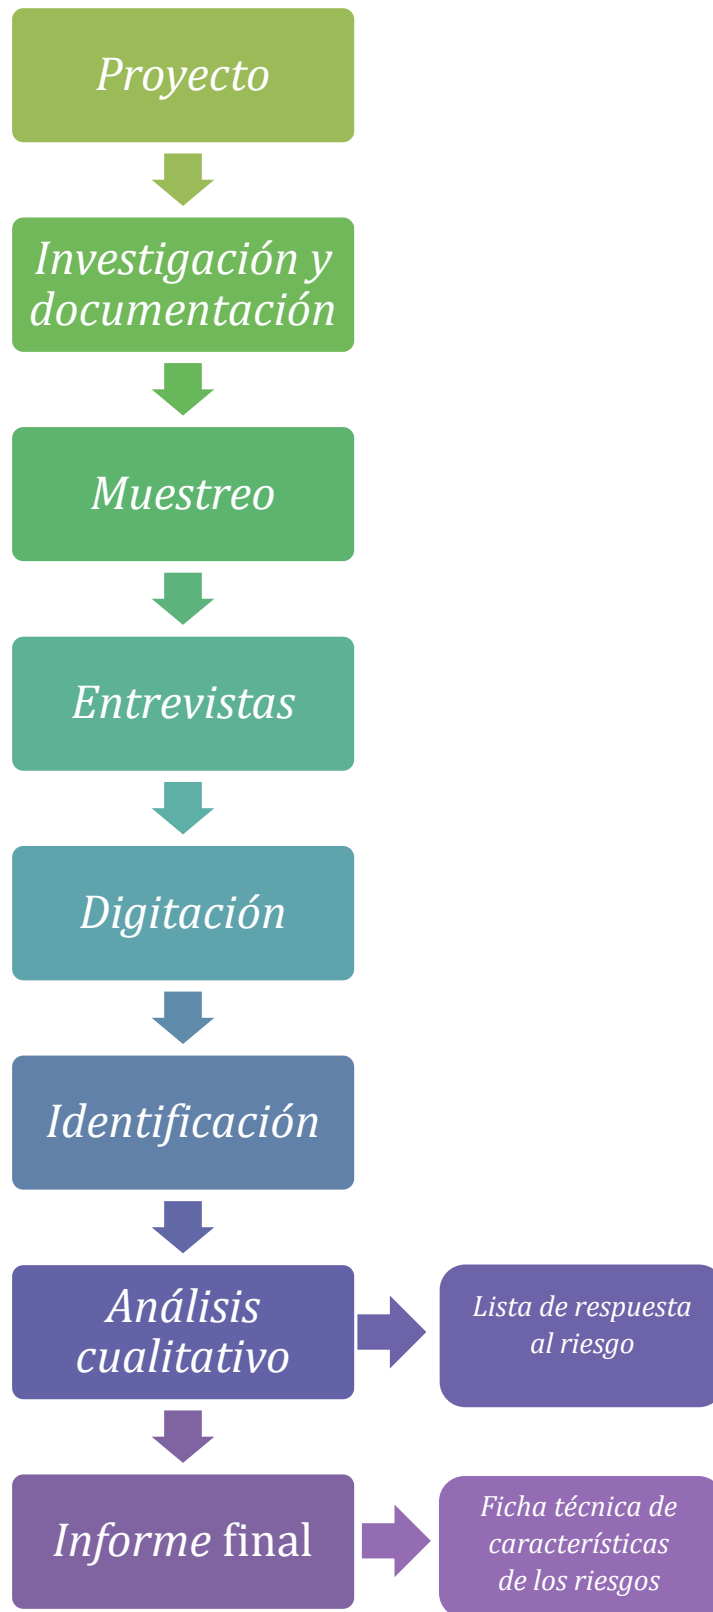 Proyecto
Investigación y
documentación
Muestreo
Entrevistas
Digitación
Identificación
Análisis
cualitativo
Lista de respuesta
al riesgo
Informe final
Ficha técnica de
características
de los riesgos